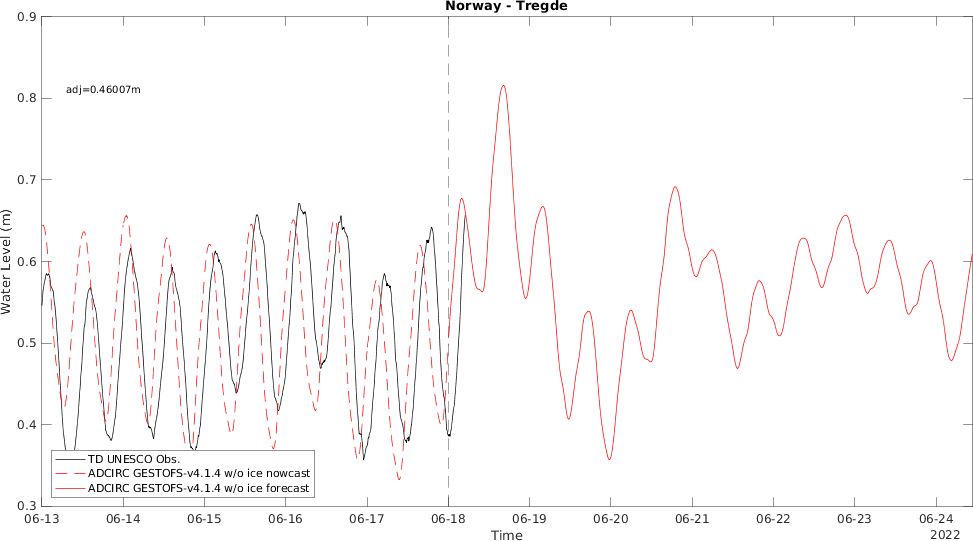 Norway - Tregde
0.9
0.8
0.7
0.6
0.5
0.4
0.3
Water Level (m)
adj=0.46007m
TD UNESCO Obs.
ADCIRC GESTOFS-v4.1.4 w/o ice nowcast
ADCIRC GESTOFS-v4.1.4 w/o ice forecast
06-13 06-14 06-15 06-16 06-17 06-18 06-19 06-20 06-21 06-22 06-23 06-24
2022
Time